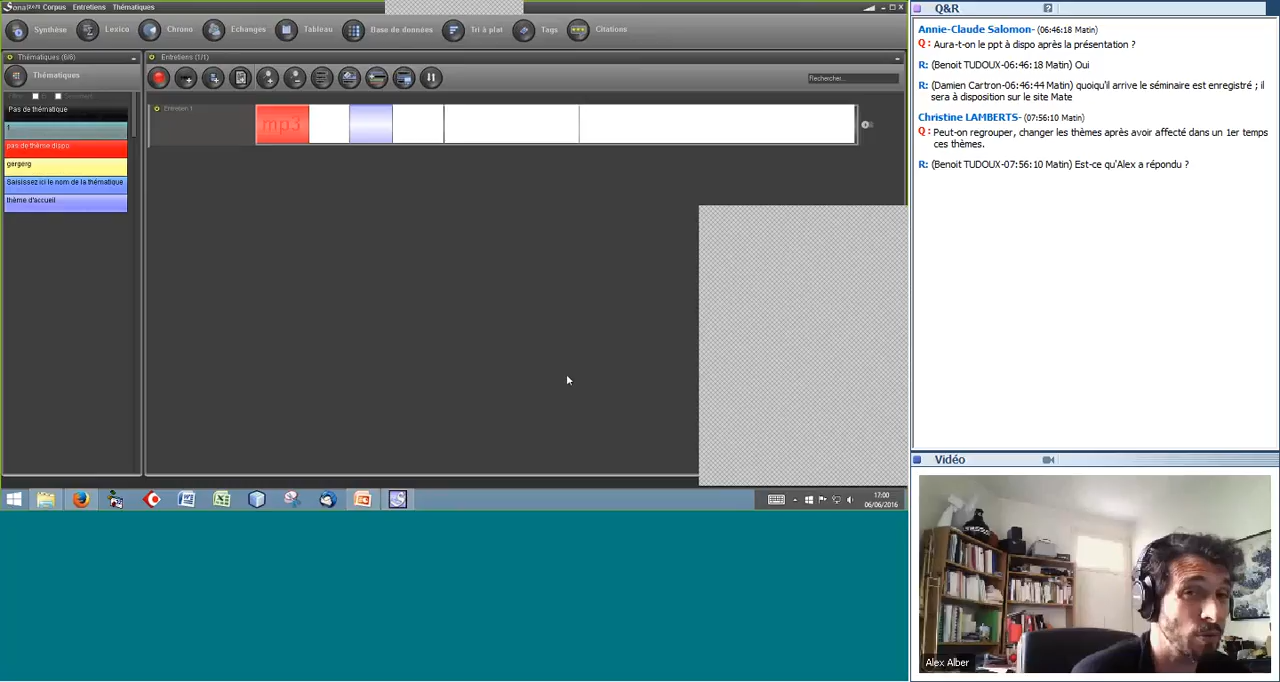 Sonal Corpus Entretiens Thématiques
Synthèse Lexico Chrono Echanges Tableau Base de données Tri à plat Tags Citations
Thématiques (6/6)
Thématiques
Pas de thématique
1
pas de thème dispo
gergerg
Saisissez ici le nom de la thématique
thème d'accueil
Entretiens (1/1)
Rechercher...
Entretien 1
mp3
17:00
06/06/2016
Q&R
Annie-Claude Salomon- (06:46:18 Matin)
Q : Aura-t-on le ppt à dispo après la présentation ?
R: (Benoit TUDOUX-06:46:18 Matin) Oui
R: (Damien Cartron-06:46:44 Matin) quoiqu'il arrive le séminaire est enregistré ; il
sera à disposition sur le site Mate
Christine LAMBERTS- (07:56:10 Matin)
Q : Peut-on regrouper, changer les thèmes après avoir affecté dans un 1er temps
ces thèmes.
R: (Benoit TUDOUX-07:56:10 Matin) Est-ce qu'Alex a répondu ?
Vidéo
Alex Alber